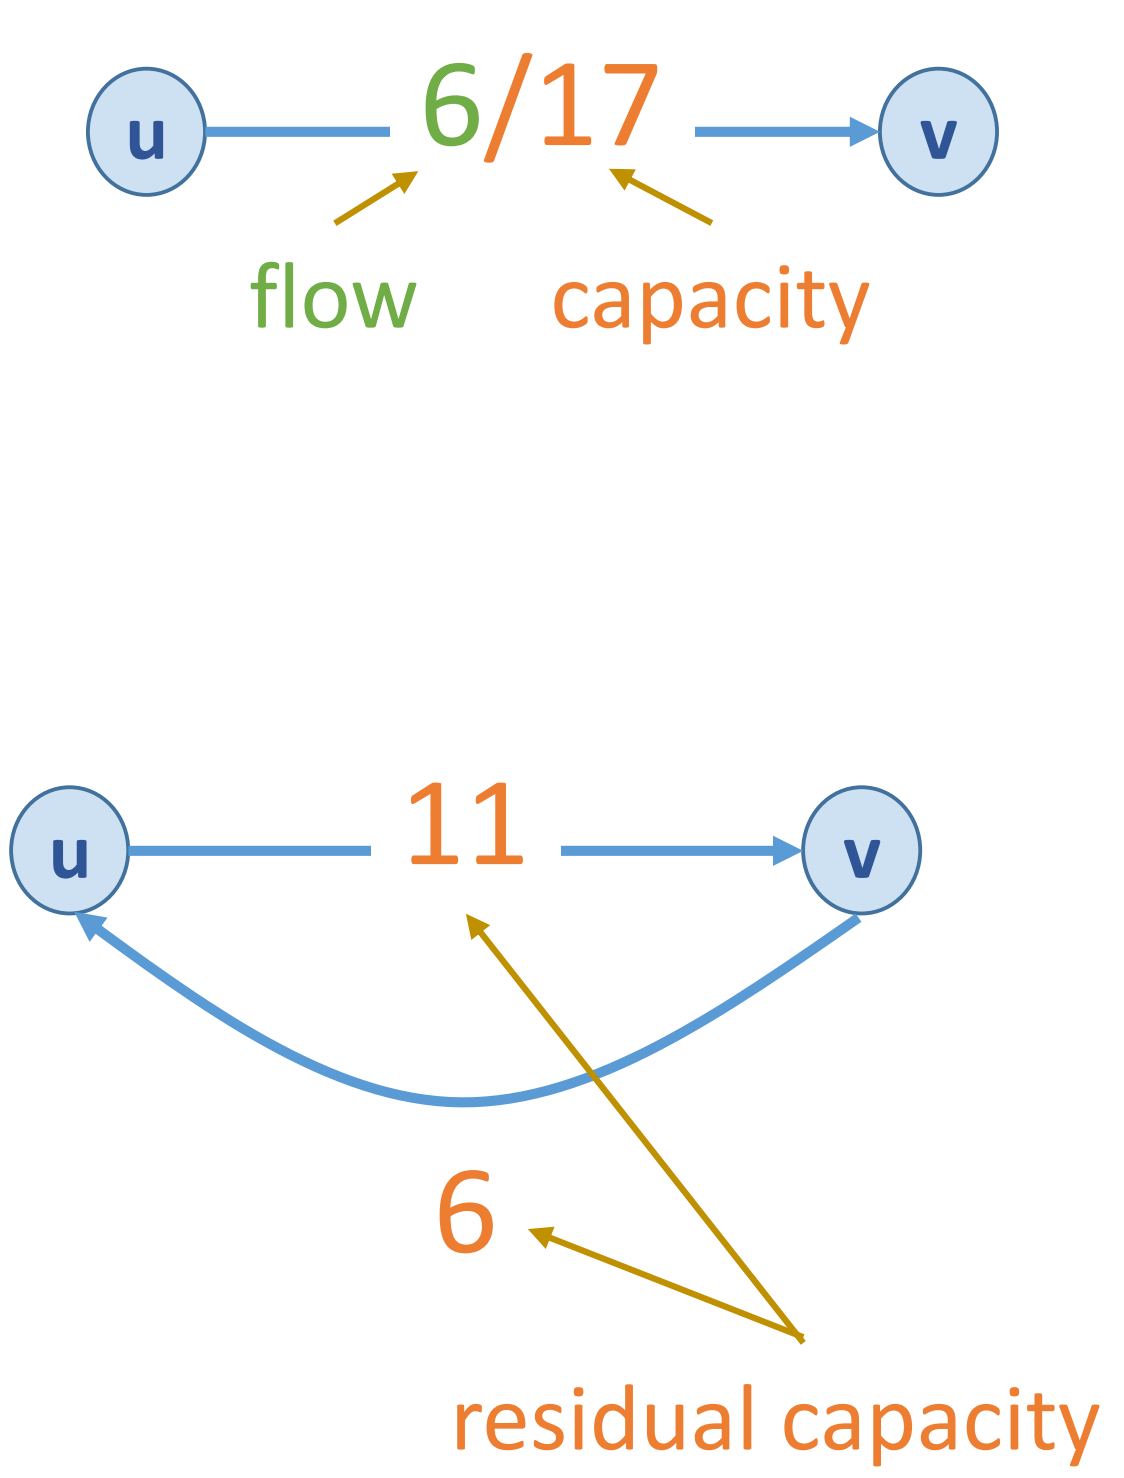 u 6/17 v
flow capacity
u 11 v
6
residual capacity